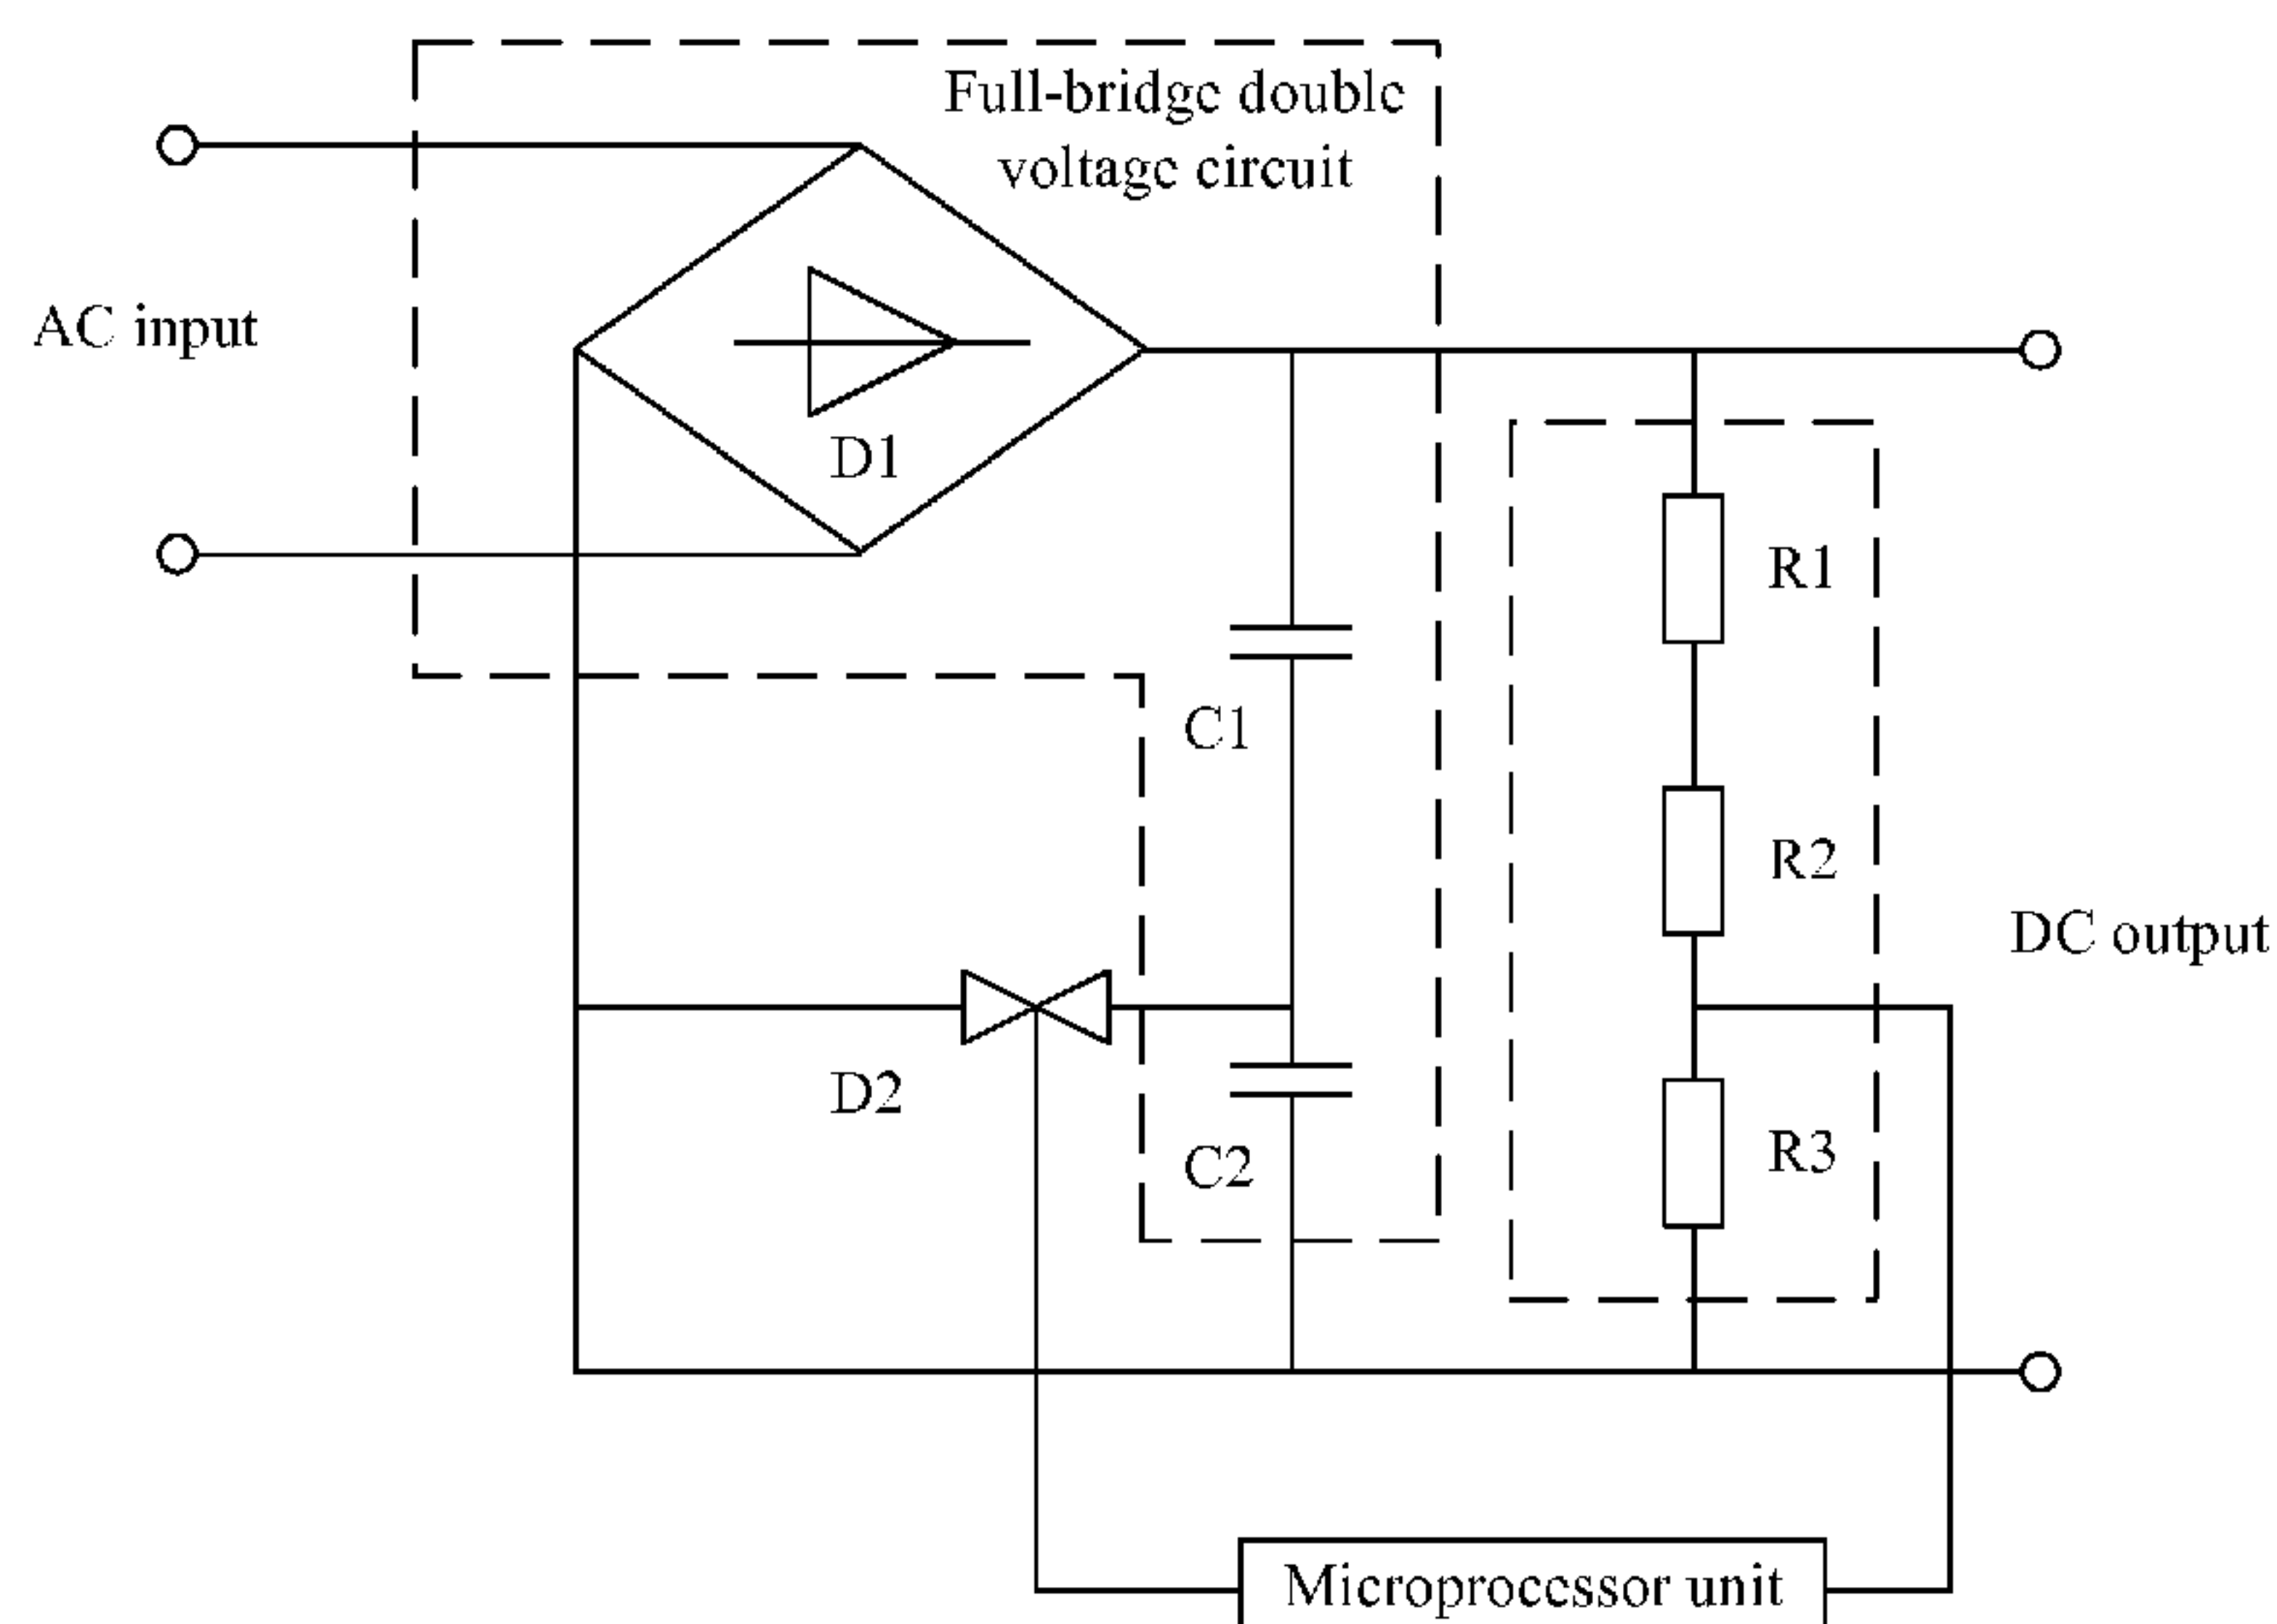 Full-bridge double
voltage circuit
AC input
D1
R1
C1
R2
DC output
D2
C2
R3
Microprocessor unit